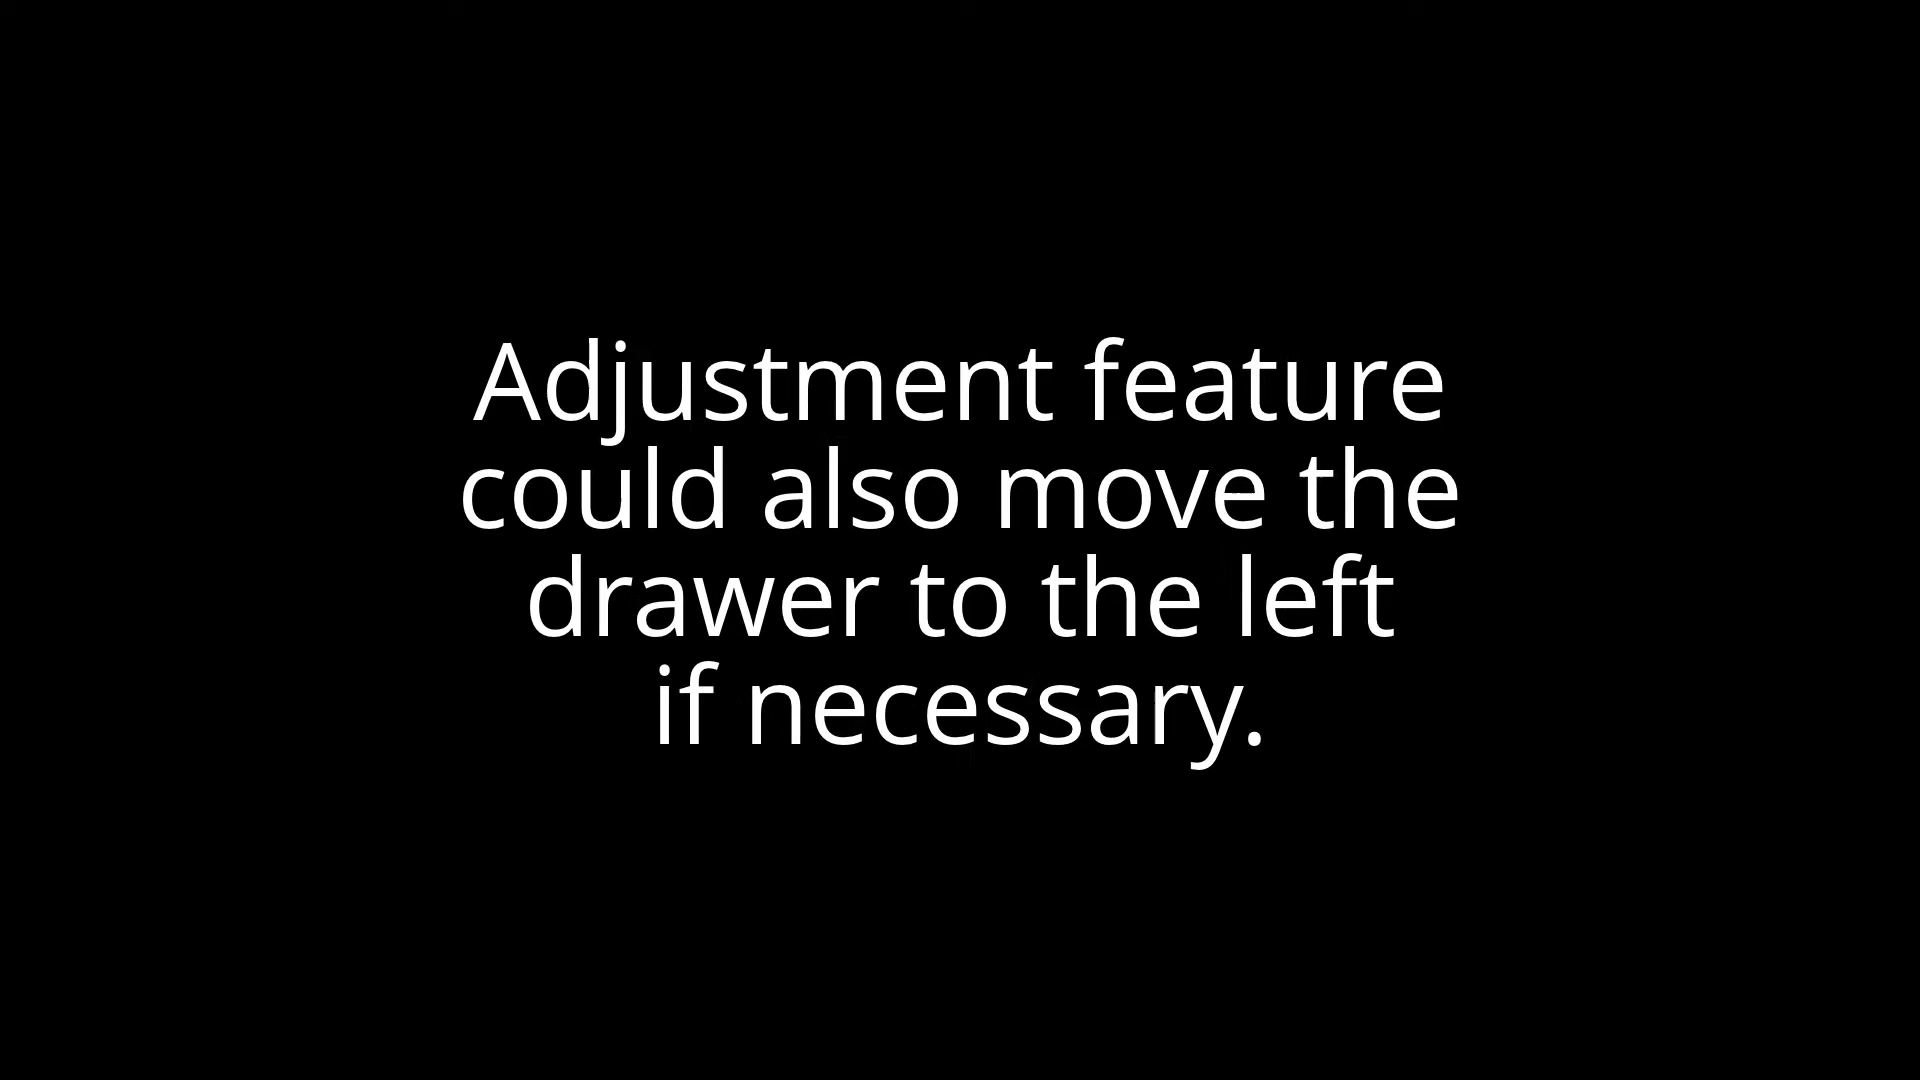 Adjustment feature
could also move the
drawer to the left
if necessary.